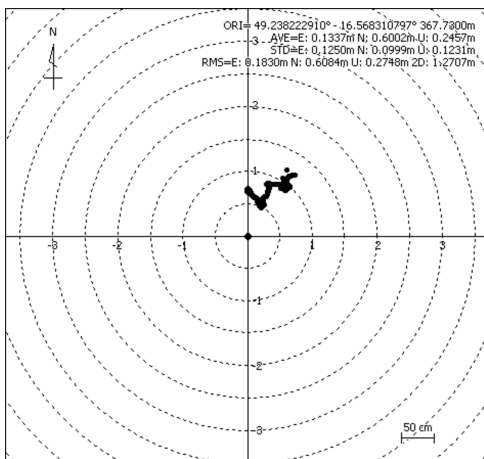 ORI= 49.238222910° - 16.568310797° 367.7300m
AVE=E: 0.1337m N: 0.6002m U: 0.2457m
STD=E: 0.1250m N: 0.0999m U: 0.1231m
RMS=E: 0.1830m N: 0.6084m U: 0.2748m 2D: 1.2707m
N
3
2
1
-3 -2 -1 1 2 3
-1
-2
-3
50 cm